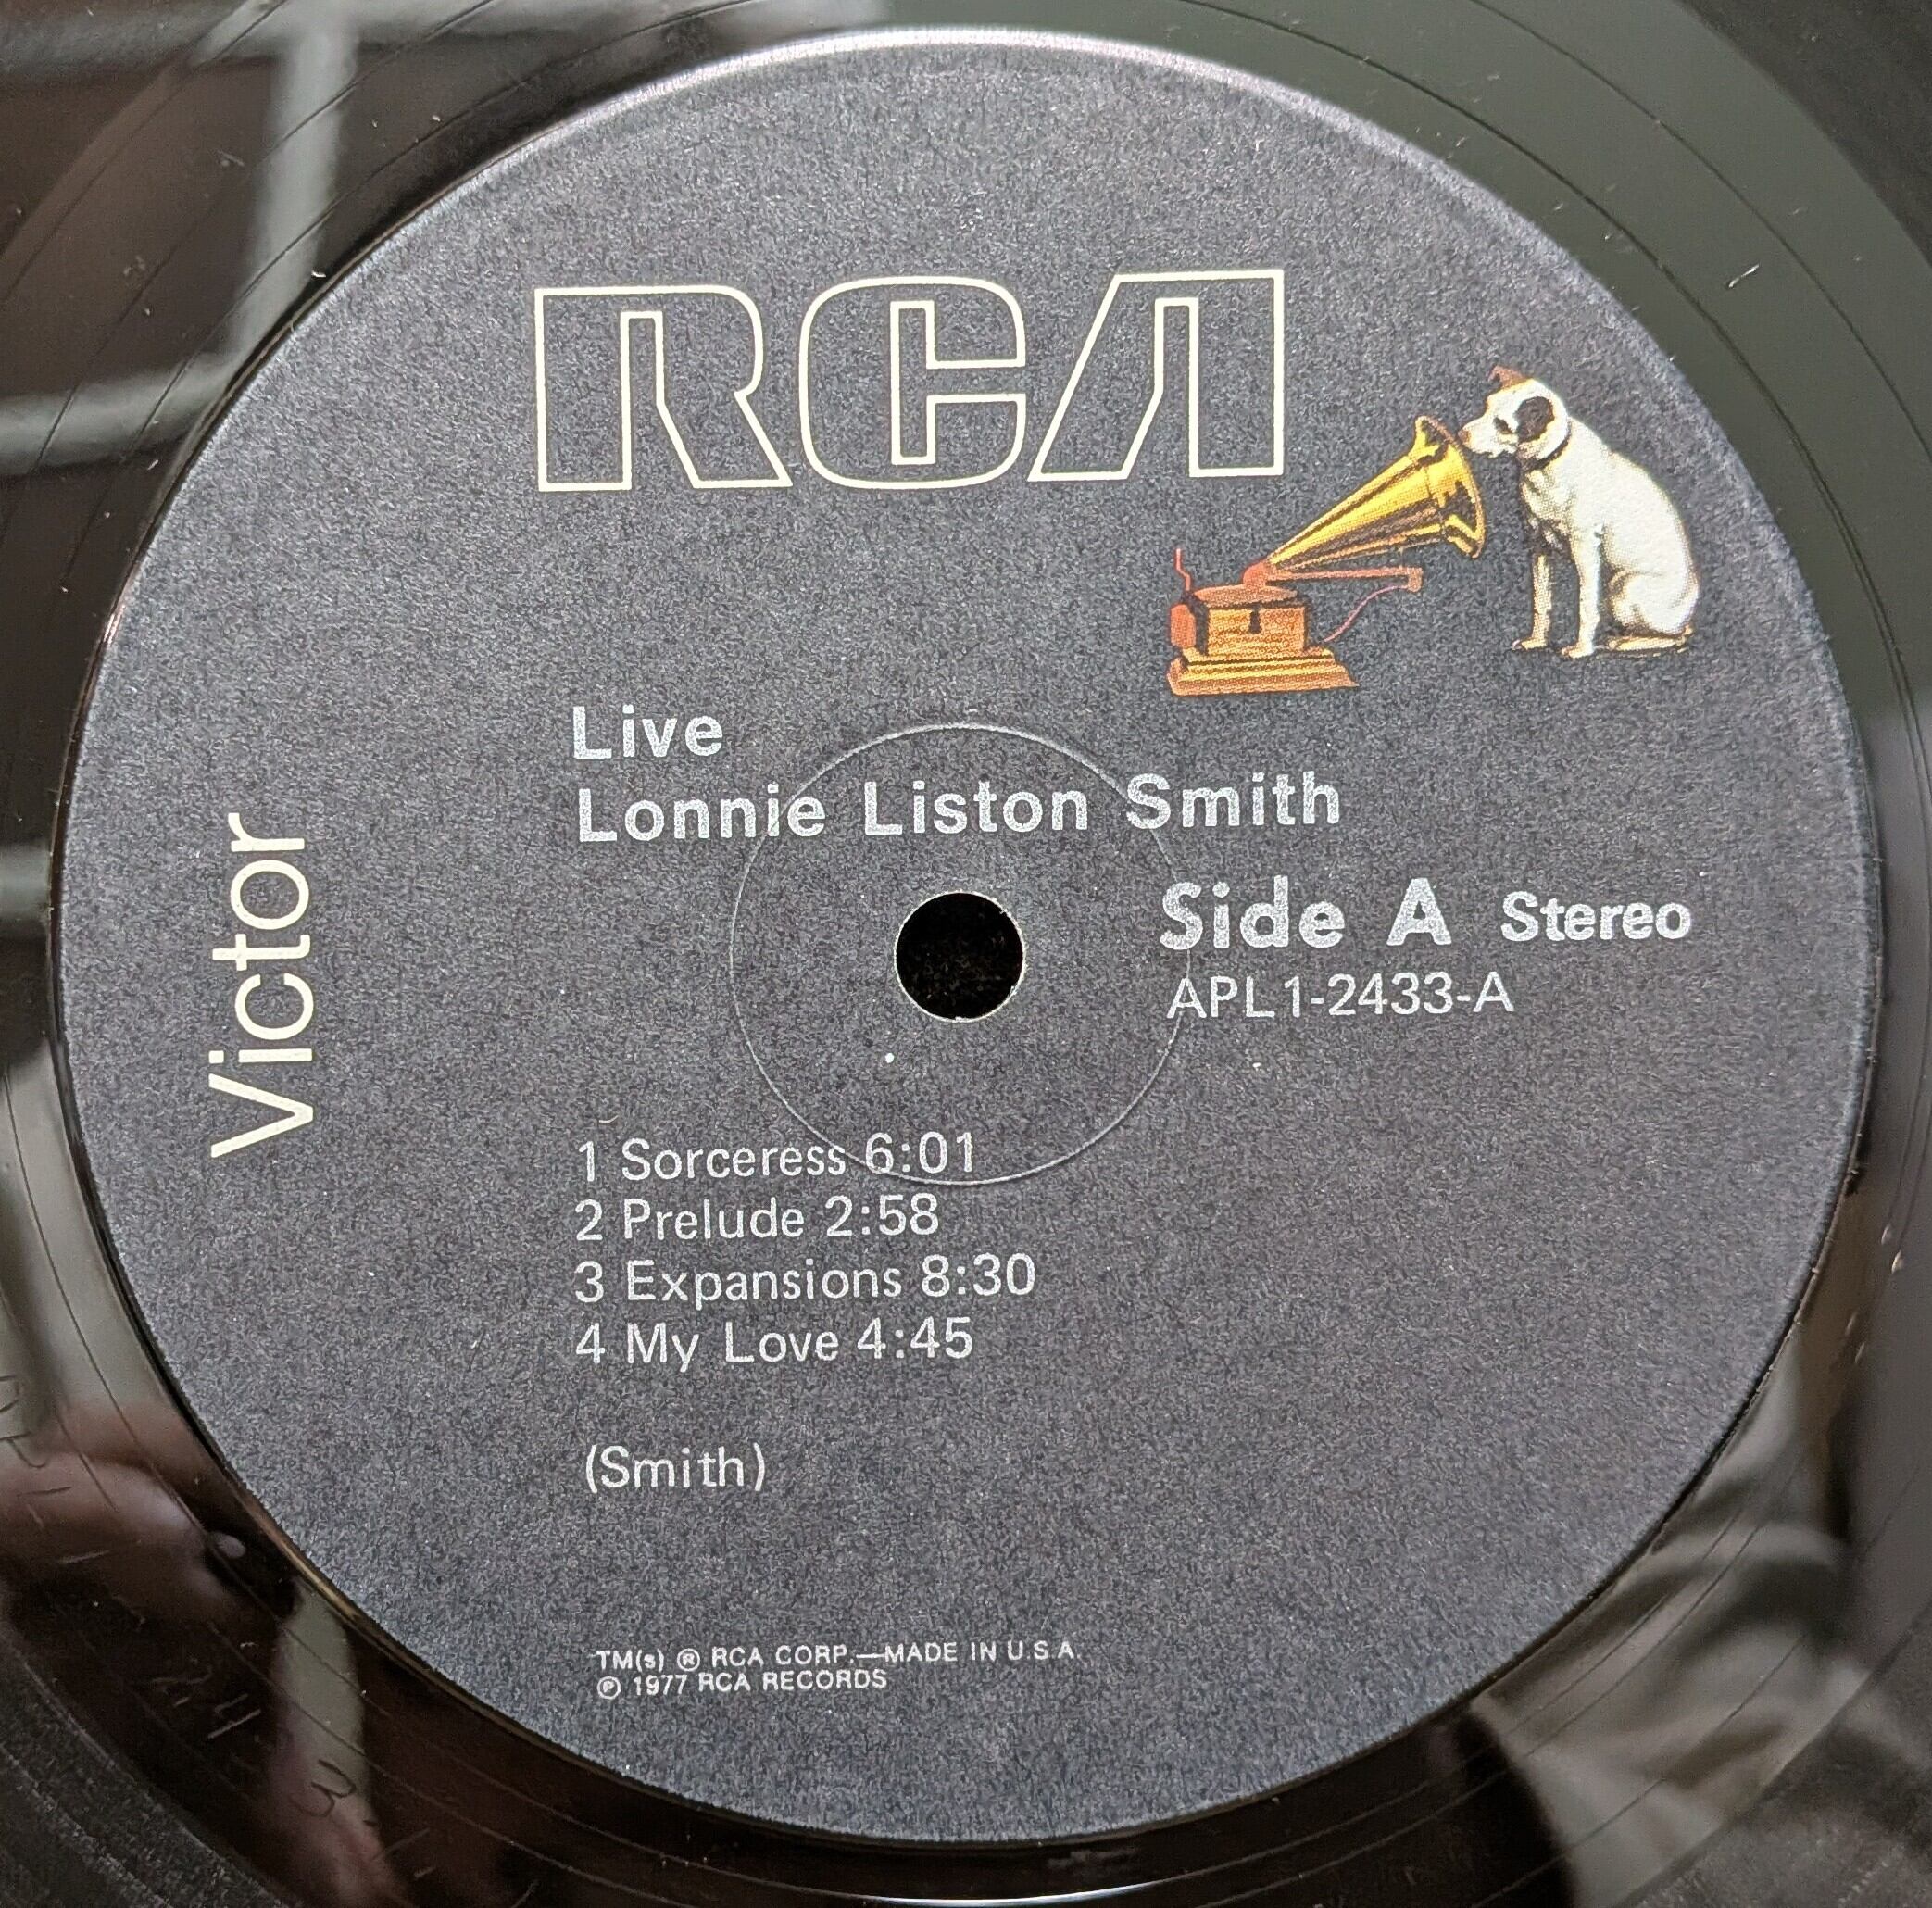 RCA
Victor
Live
Lonnie Liston Smith
Side A Stereo
APL1-2433-A
1 Sorceress 6:01
2 Prelude 2:58
3 Expansions 8:30
4 My Love 4:45
(Smith)
TM(s) ® RCA CORP.—MADE IN U.S.A.
℗ 1977 RCA RECORDS